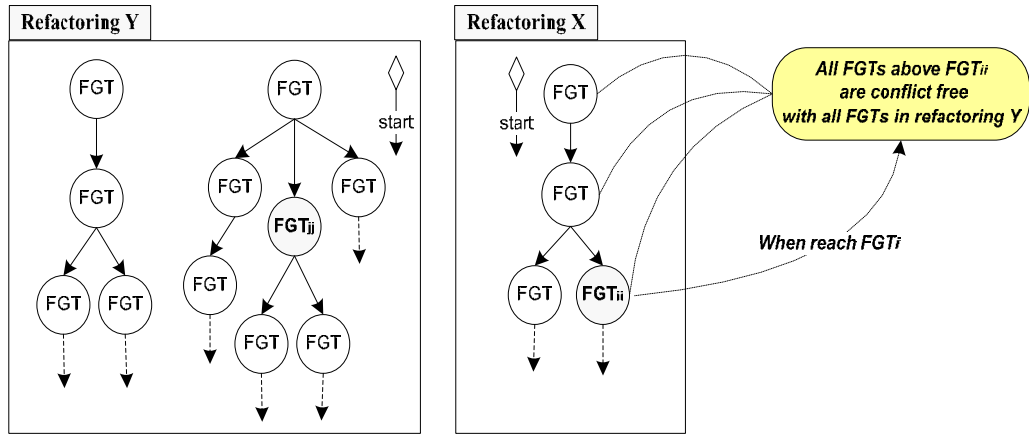 Refactoring Y
FGT
FGT
FGT
FGT
FGT
FGT
FGTjj
FGT
FGT
FGT
FGT
start
Refactoring X
start
FGT
FGT
FGT
FGTii
All FGTs above FGTii
are conflict free
with all FGTs in refactoring Y
When reach FGTi